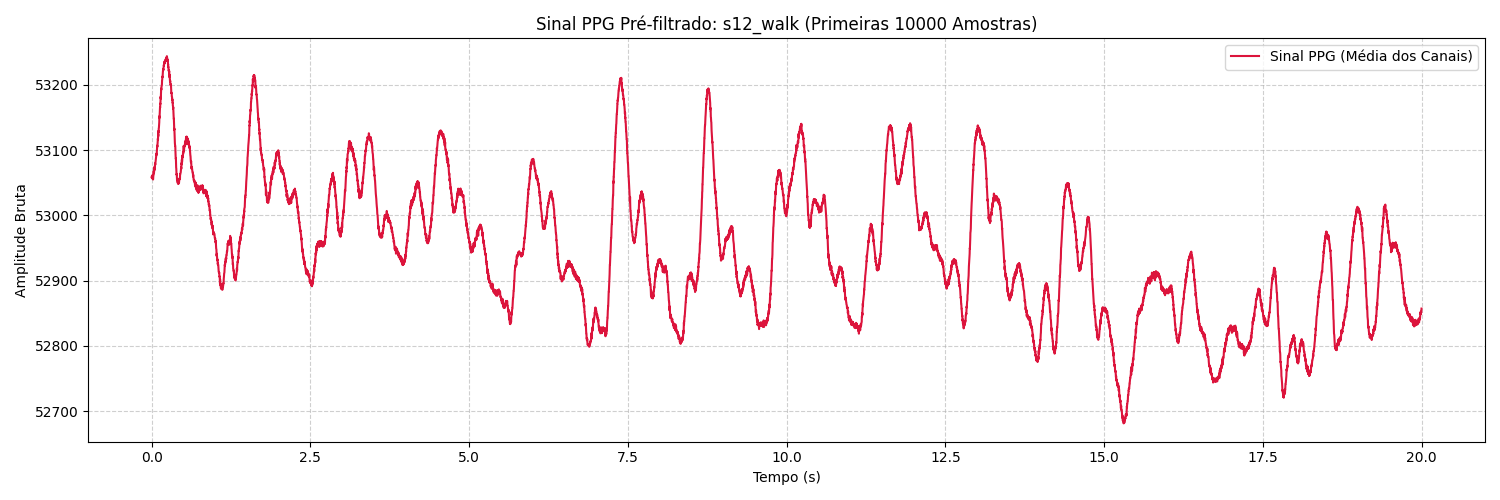 Sinal PPG Pré-filtrado: s12_walk (Primeiras 10000 Amostras)
Sinal PPG (Média dos Canais)
Amplitude Bruta
53200
53100
53000
52900
52800
52700
0.0 2.5 5.0 7.5 10.0 12.5 15.0 17.5 20.0
Tempo (s)